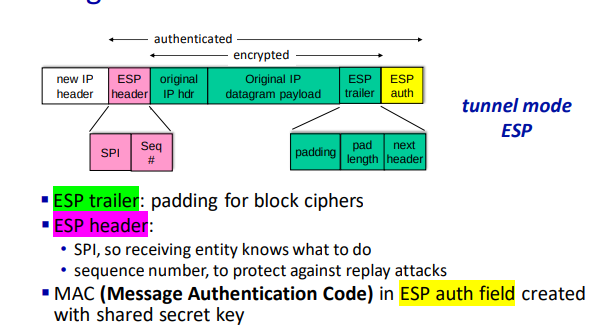 authenticated
encrypted
new IP header
ESP header
original IP hdr
Original IP datagram payload
ESP trailer
ESP auth
tunnel mode
ESP
SPI
Seq #
padding
pad length
next header
▪ ESP trailer: padding for block ciphers
▪ ESP header:
• SPI, so receiving entity knows what to do
• sequence number, to protect against replay attacks
▪ MAC (Message Authentication Code) in ESP auth field created
with shared secret key